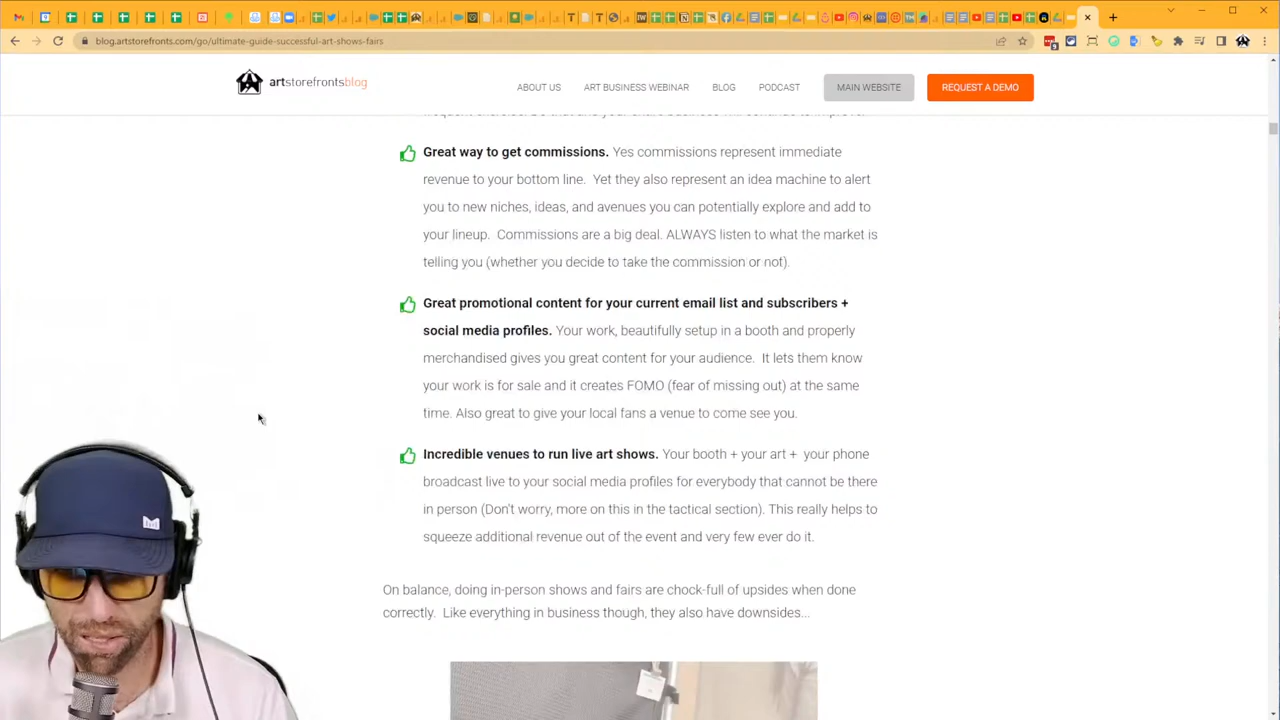 blog.artstorefronts.com/go/ultimate-guide-successful-art-shows-fairs
artstorefrontsblog
ABOUT US
ART BUSINESS WEBINAR
BLOG
PODCAST
MAIN WEBSITE
REQUEST A DEMO
Great way to get commissions. Yes commissions represent immediate
revenue to your bottom line. Yet they also represent an idea machine to alert
you to new niches, ideas, and avenues you can potentially explore and add to
your lineup. Commissions are a big deal. ALWAYS listen to what the market is
telling you (whether you decide to take the commission or not).
Great promotional content for your current email list and subscribers +
social media profiles. Your work, beautifully setup in a booth and properly
merchandised gives you great content for your audience. It lets them know
your work is for sale and it creates FOMO (fear of missing out) at the same
time. Also great to give your local fans a venue to come see you.
Incredible venues to run live art shows. Your booth + your art + your phone
broadcast live to your social media profiles for everybody that cannot be there
in person (Don't worry, more on this in the tactical section). This really helps to
squeeze additional revenue out of the event and very few ever do it.
On balance, doing in-person shows and fairs are chock-full of upsides when done
correctly. Like everything in business though, they also have downsides...